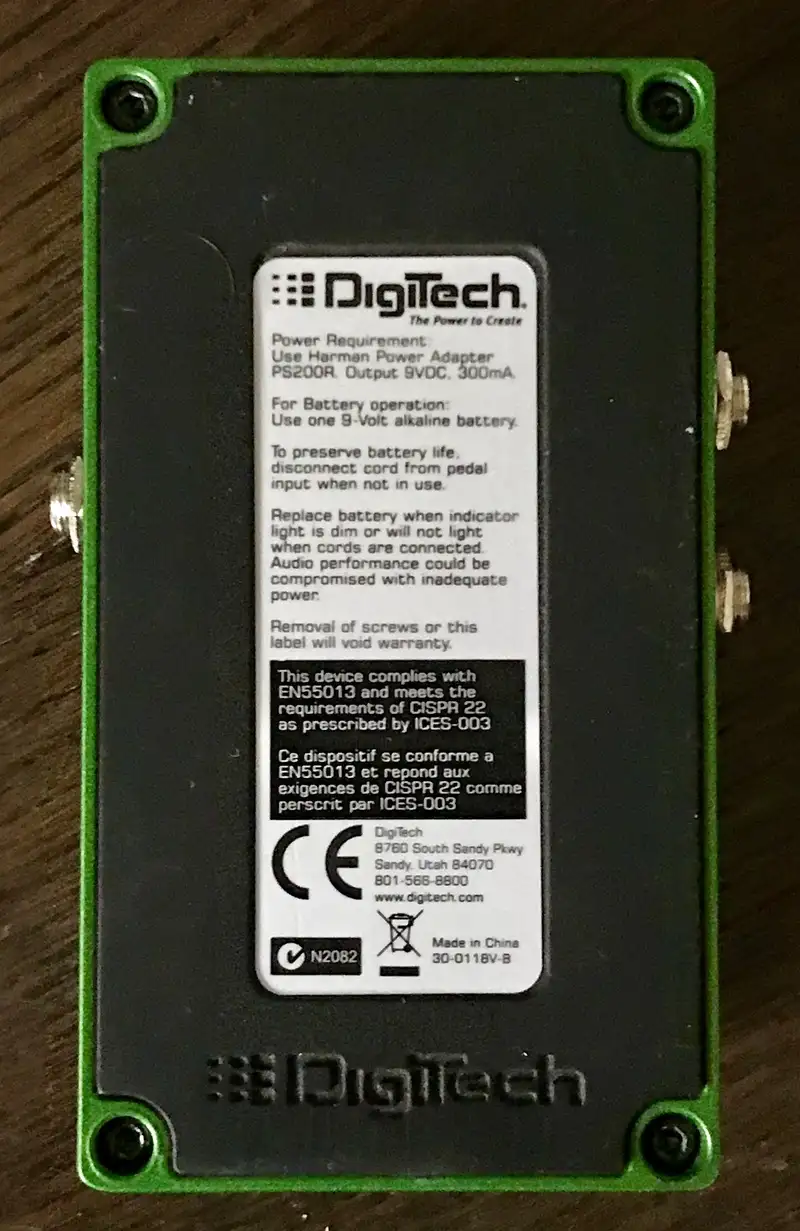 DigiTech.
The Power to Create
Power Requirement:
Use Harman Power Adapter
PS200R. Output 9VDC, 300mA.
For Battery operation:
Use one 9-Volt alkaline battery.
To preserve battery life,
disconnect cord from pedal
input when not in use.
Replace battery when indicator
light is dim or will not light
when cords are connected.
Audio performance could be
compromised with inadequate
power.
Removal of screws or this
label will void warranty.
This device complies with
EN55013 and meets the
requirements of CISPR 22
as prescribed by ICES-003
Ce dispositif se conforme a
EN55013 et repond aux
exigences de CISPR 22 comme
perscrit par ICES-003
CE
DigiTech
8760 South Sandy Pkwy
Sandy, Utah 84070
801-566-8800
www.digitech.com
N2082
Made in China
30-0118V-B
DigiTech